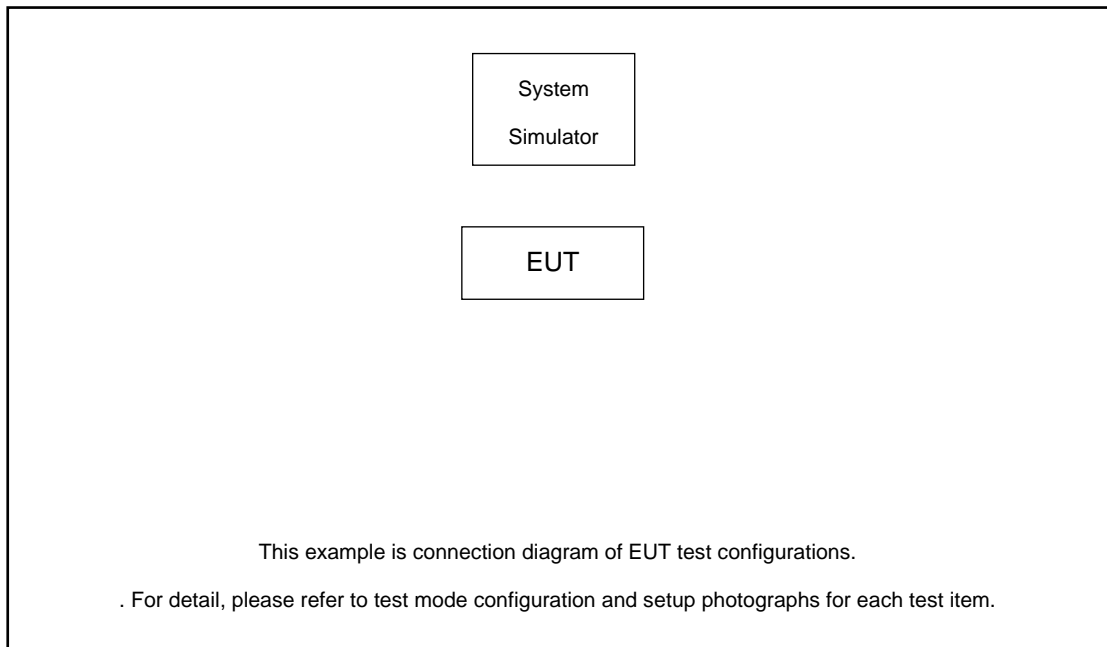 System
Simulator
EUT
This example is connection diagram of EUT test configurations.
. For detail, please refer to test mode configuration and setup photographs for each test item.